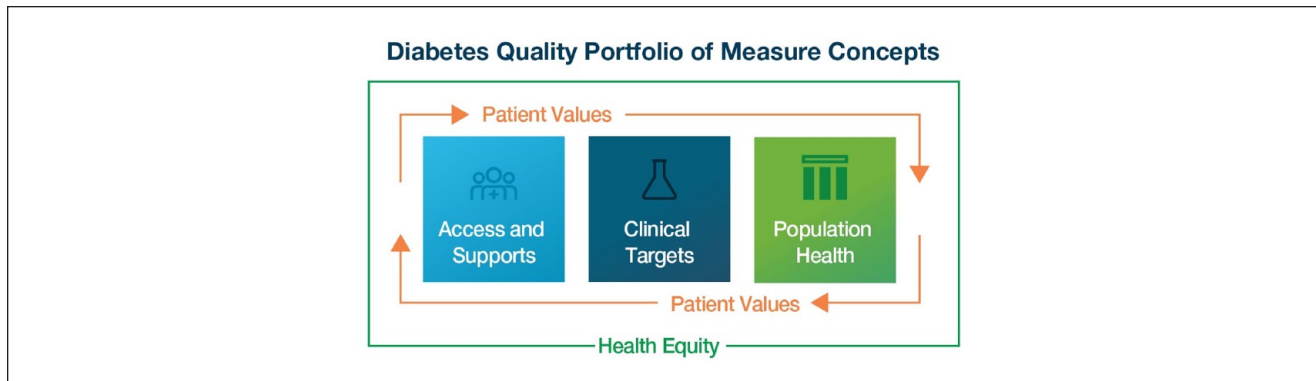 Diabetes Quality Portfolio of Measure Concepts
Patient Values
Access and
Supports
Clinical
Targets
Population
Health
Patient Values
Health Equity